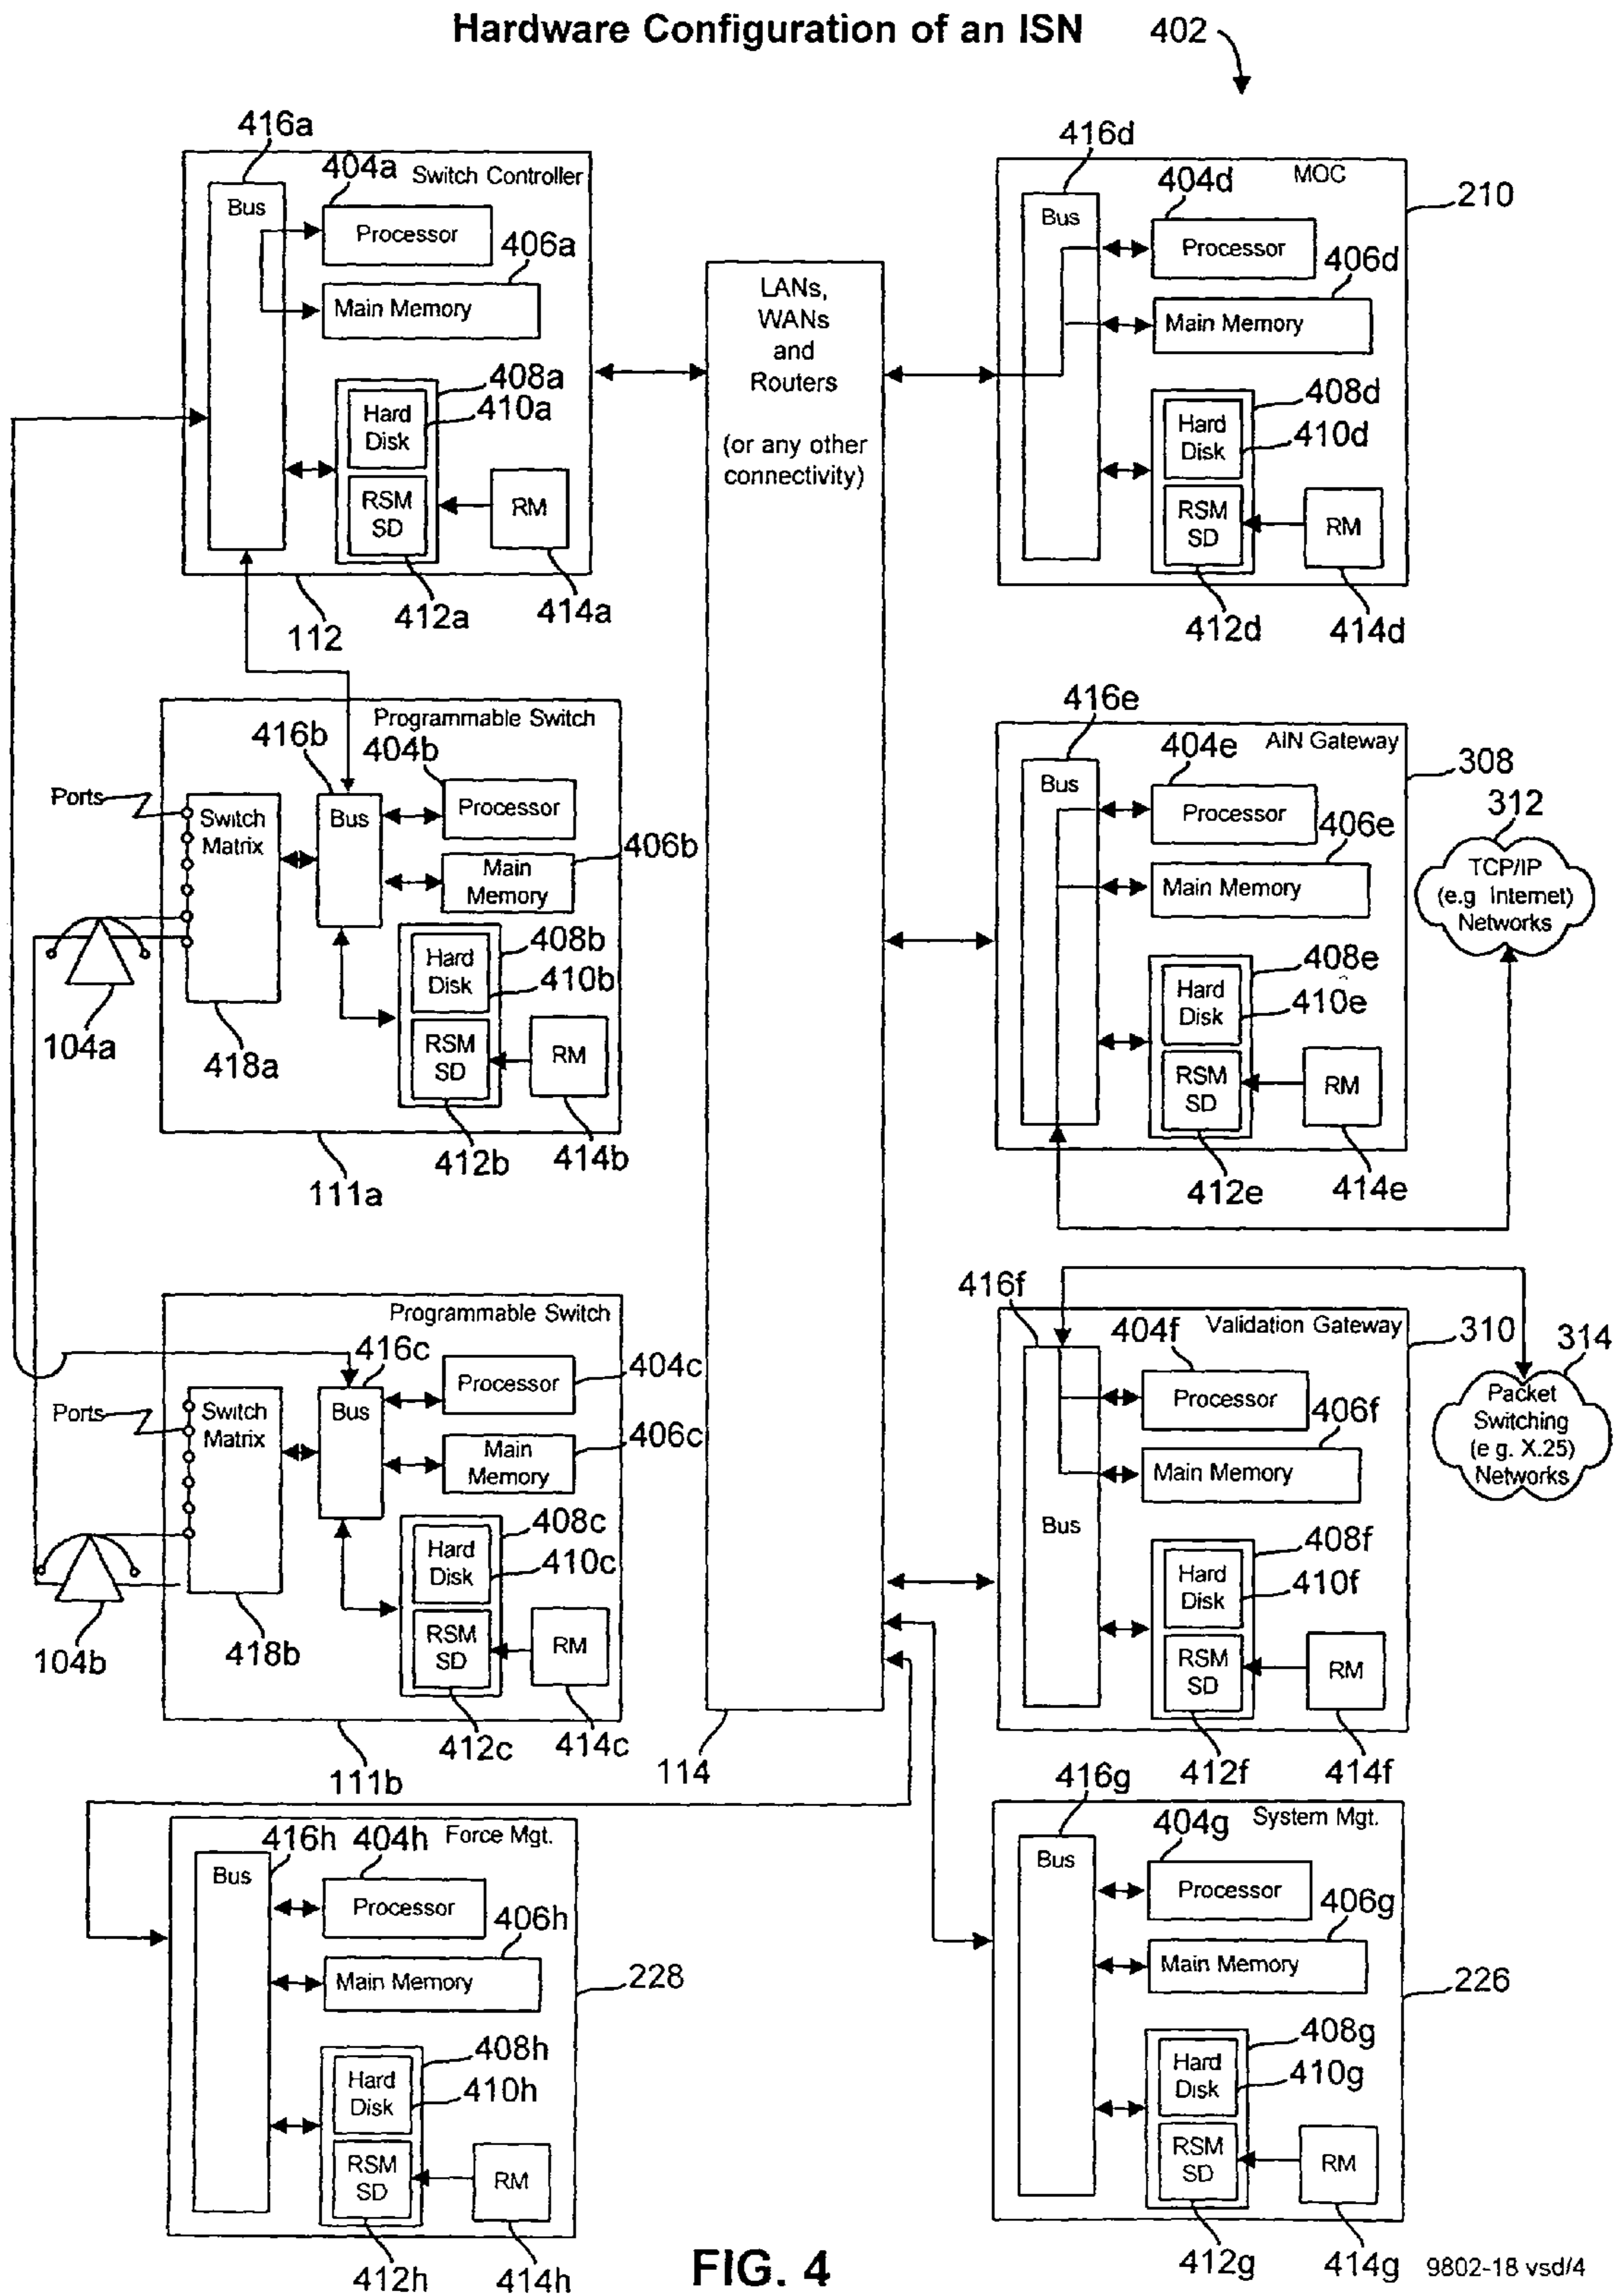 Hardware Configuration of an ISN
402
416a
404a
Switch Controller
Bus
Processor
406a
Main Memory
408a
Hard
Disk
410a
RSM
SD
RM
412a
414a
112
LANs,
WANs
and
Routers
(or any other
connectivity)
114
416d
MOC
404d
210
Bus
Processor
406d
Main Memory
408d
Hard
Disk
410d
RSM
SD
RM
412d
414d
Programmable Switch
416b
404b
Ports
Switch
Matrix
Bus
Processor
406b
Main
Memory
408b
Hard
Disk
410b
104a
418a
RSM
SD
RM
412b
414b
111a
416e
AIN Gateway
404e
308
Bus
Processor
406e
312
TCP/IP
(e.g Internet)
Networks
Main Memory
408e
Hard
Disk
410e
RSM
SD
RM
412e
414e
Programmable Switch
416c
404c
Ports
Switch
Matrix
Bus
Processor
406c
Main
Memory
408c
Hard
Disk
410c
104b
418b
RSM
SD
RM
412c
414c
111b
416f
Validation Gateway
404f
310
314
Packet
Switching
(e g. X.25)
Networks
Processor
406f
Main Memory
Bus
408f
Hard
Disk
410f
RSM
SD
RM
412f
414f
Force Mgt.
416h
404h
Bus
Processor
406h
Main Memory
228
408h
Hard
Disk
410h
RSM
SD
RM
412h
414h
416g
System Mgt.
404g
Bus
Processor
406g
Main Memory
226
408g
Hard
Disk
410g
RSM
SD
RM
412g
414g
FIG. 4
9802-18 vsd/4